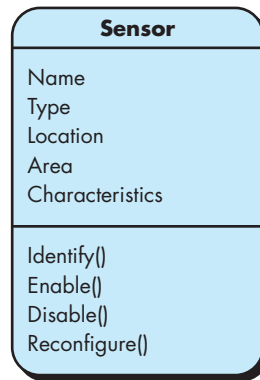 Sensor
Name
Type
Location
Area
Characteristics
Identify()
Enable()
Disable()
Reconfigure()